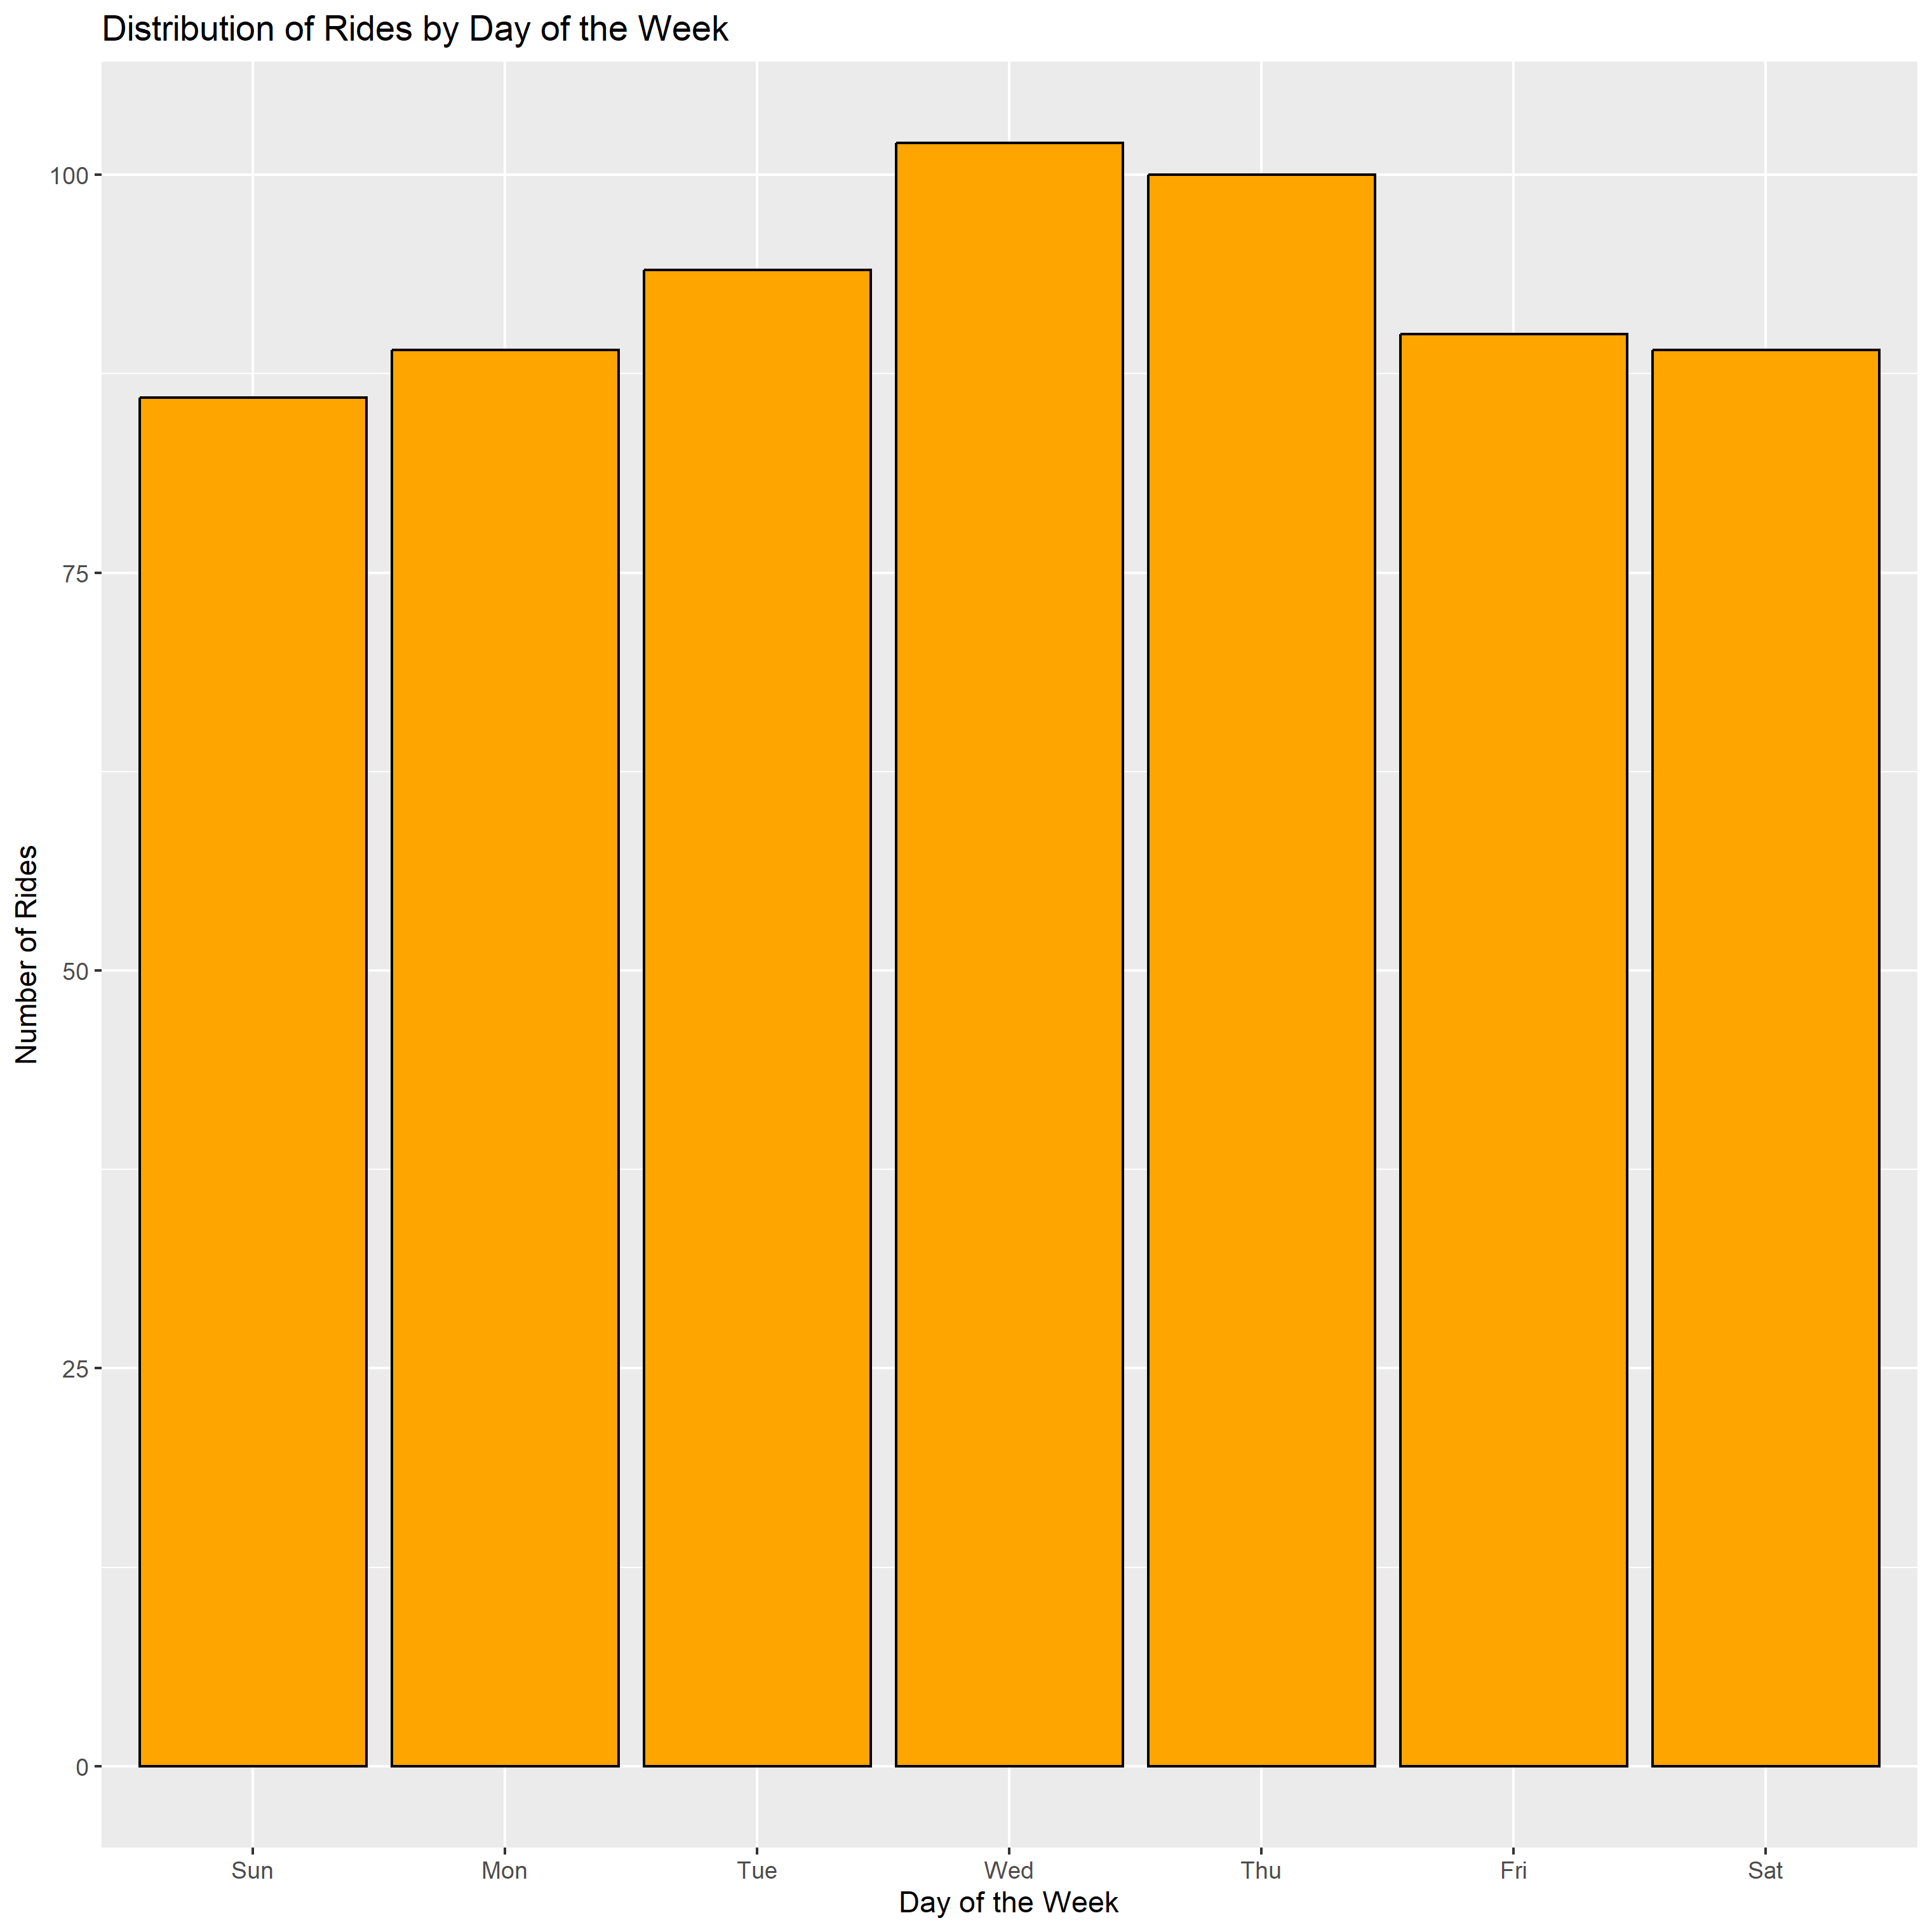 Distribution of Rides by Day of the Week
Number of Rides
100
75
50
25
0
Sun Mon Tue Wed Thu Fri Sat
Day of the Week